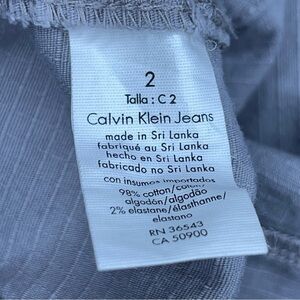 2
Talla : C 2
Calvin Klein Jeans
made in Sri Lanka
fabriqué au Sri Lanka
hecho en Sri Lanka
fabricado no Sri Lanka
con insumos importados
98% cotton/coton/
algodón/algodão
2% elastane/élasthanne/
elastano
RN 36543
CA 50900